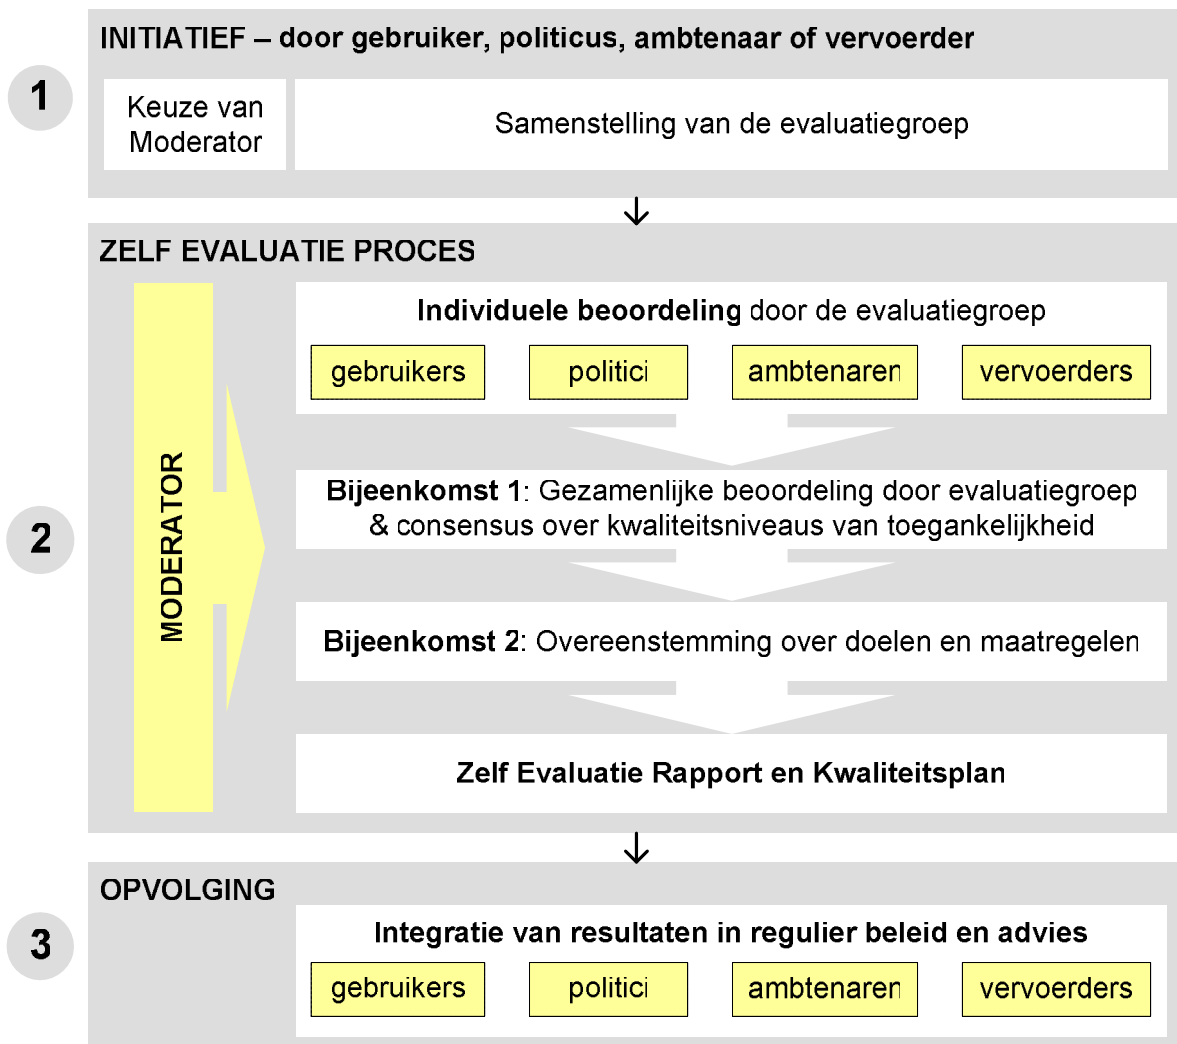 INITIATIEF – door gebruiker, politicus, ambtenaar of vervoerder
1
Keuze van
Moderator
Samenstelling van de evaluatiegroep
ZELF EVALUATIE PROCES
Individuele beoordeling door de evaluatiegroep
gebruikers
politici
ambtenaren
vervoerders
MODERATOR
2
Bijeenkomst 1: Gezamenlijke beoordeling door evaluatiegroep
& consensus over kwaliteitsniveaus van toegankelijkheid
Bijeenkomst 2: Overeenstemming over doelen en maatregelen
Zelf Evaluatie Rapport en Kwaliteitsplan
OPVOLGING
3
Integratie van resultaten in regulier beleid en advies
gebruikers
politici
ambtenaren
vervoerders